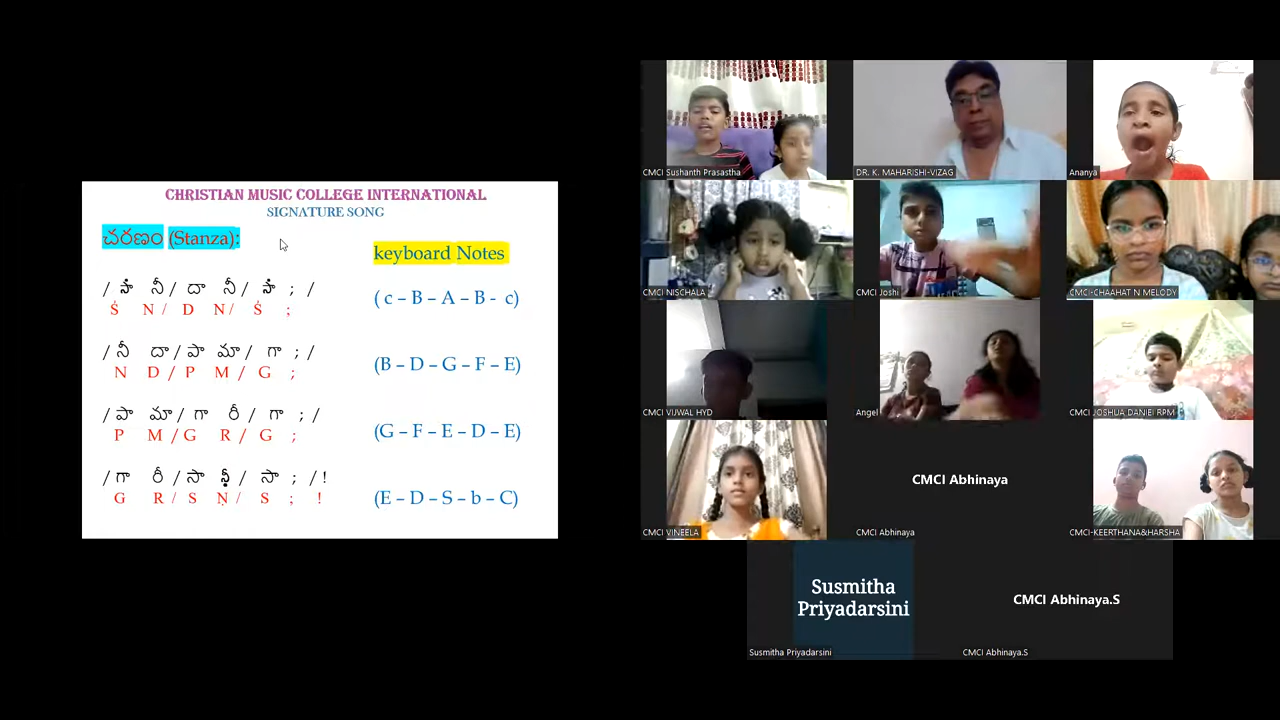 CHRISTIAN MUSIC COLLEGE INTERNATIONAL
SIGNATURE SONG
చరణం (Stanza):
keyboard Notes
/ సాఁ నీ / దా నీ / సాఁ ; /
Ṡ N / D N / Ṡ ;
( c – B – A – B - c)
/ నీ దా / పా మా / గా ; /
N D / P M / G ;
(B – D – G – F – E)
/ పా మా / గా రీ / గా ; /
P M / G R / G ;
(G – F – E – D – E)
/ గా రీ / సా నీ̣ / సా ; / !
G R / S Ṇ / S ; !
(E – D – S – b – C)
CMCI Sushanth Prasastha
DR. K. MAHARISHI-VIZAG
Ananya
CMCI NISCHALA
CMCI Joshi
CMCI-CHAAHAT N MELODY
CMCI VIJWAL HYD
Angel
CMCI JOSHUA DANIEl RPM
CMCI VINEELA
CMCI Abhinaya
CMCI Abhinaya
CMCI-KEERTHANA&HARSHA
Susmitha
Priyadarsini
Susmitha Priyadarsini
CMCI Abhinaya.S
CMCI Abhinaya.S